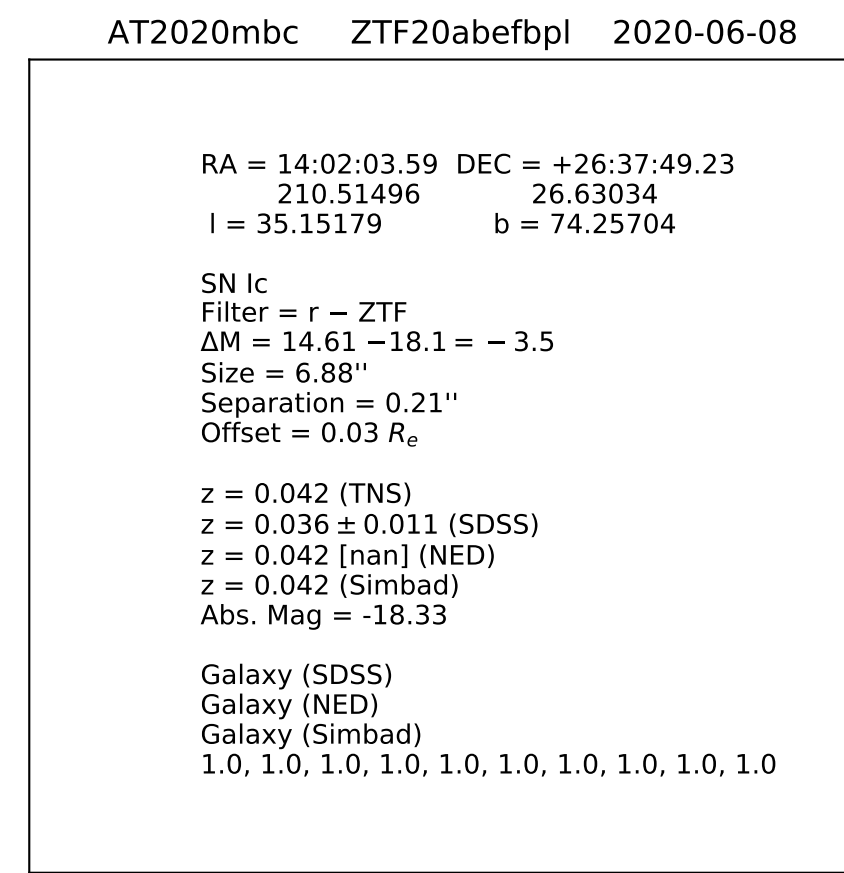 AT2020mbc ZTF20abefbpl 2020-06-08
RA = 14:02:03.59 DEC = +26:37:49.23
210.51496 26.63034
l = 35.15179 b = 74.25704
SN Ic
Filter = r − ZTF
ΔM = 14.61 −18.1 = − 3.5
Size = 6.88''
Separation = 0.21''
Offset = 0.03 Rₑ
z = 0.042 (TNS)
z = 0.036 ± 0.011 (SDSS)
z = 0.042 [nan] (NED)
z = 0.042 (Simbad)
Abs. Mag = -18.33
Galaxy (SDSS)
Galaxy (NED)
Galaxy (Simbad)
1.0, 1.0, 1.0, 1.0, 1.0, 1.0, 1.0, 1.0, 1.0, 1.0